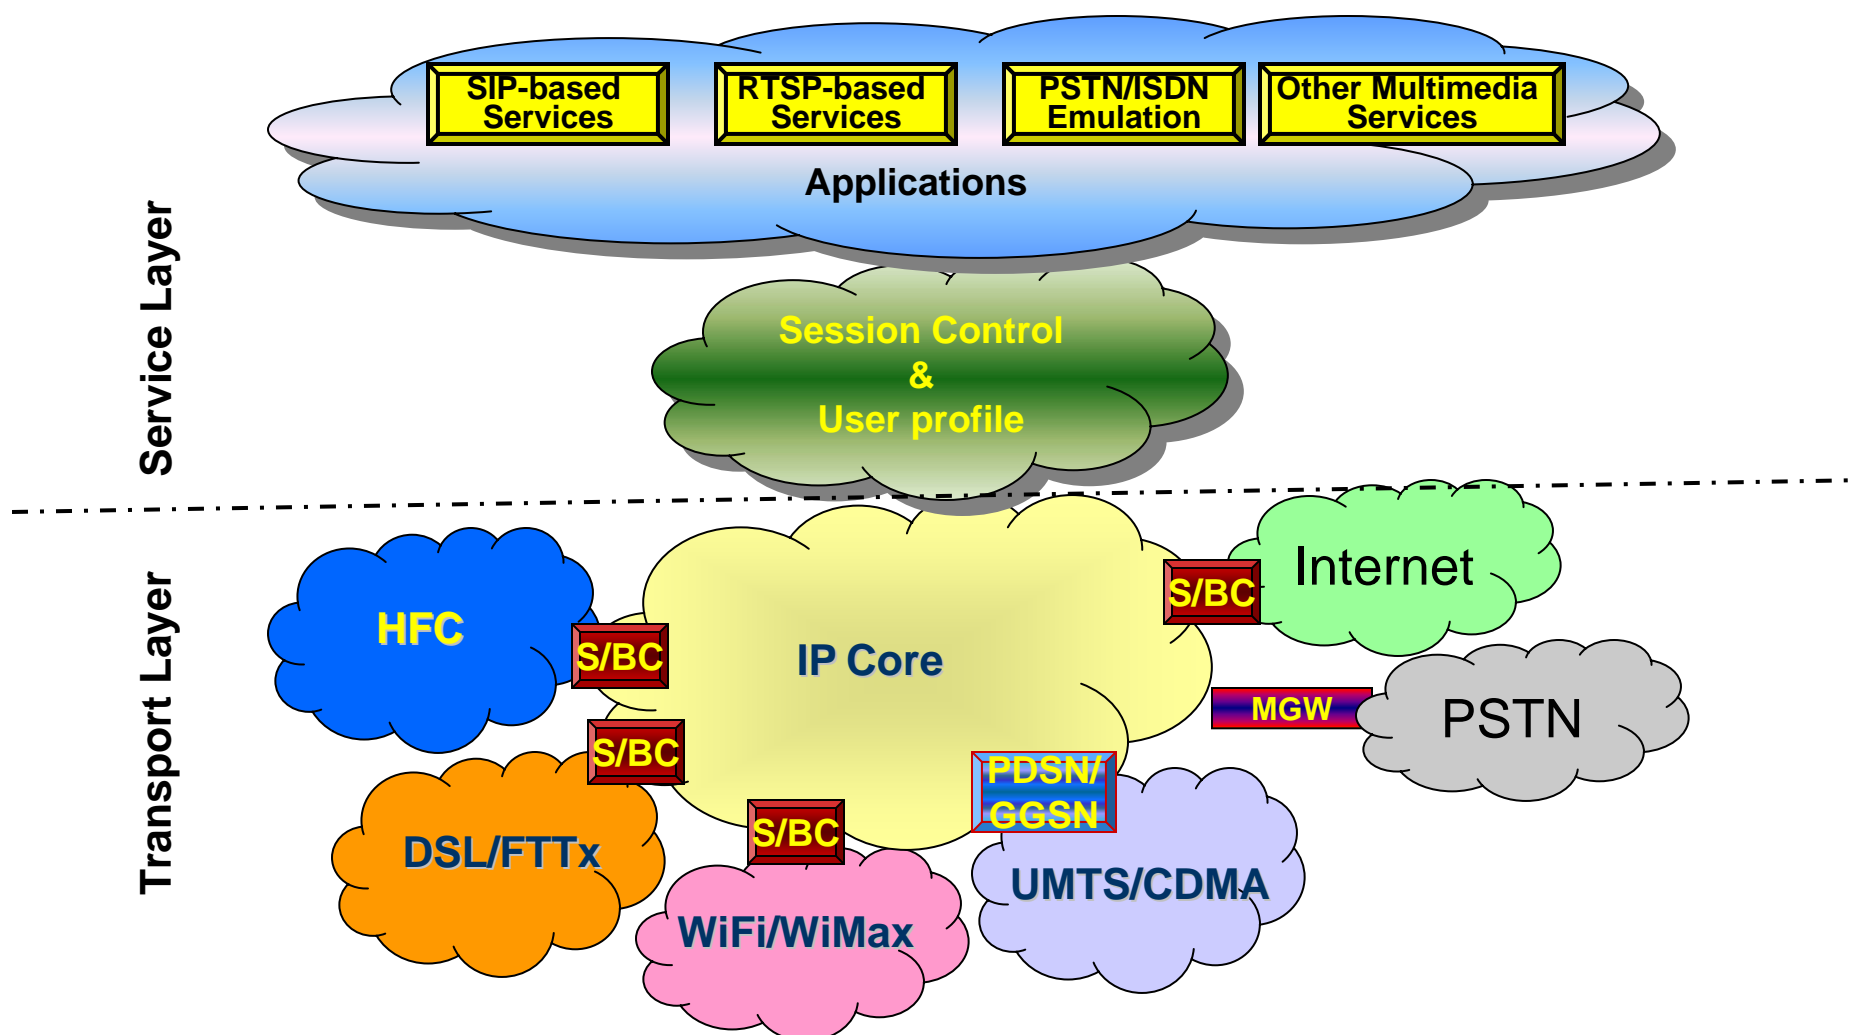 SIP-based
Services
RTSP-based
Services
PSTN/ISDN
Emulation
Other Multimedia
Services
Applications
Service Layer
Session Control
&
User profile
Transport Layer
HFC
S/BC
IP Core
S/BC
Internet
MGW
PSTN
S/BC
DSL/FTTx
S/BC
WiFi/WiMax
PDSN/
GGSN
UMTS/CDMA